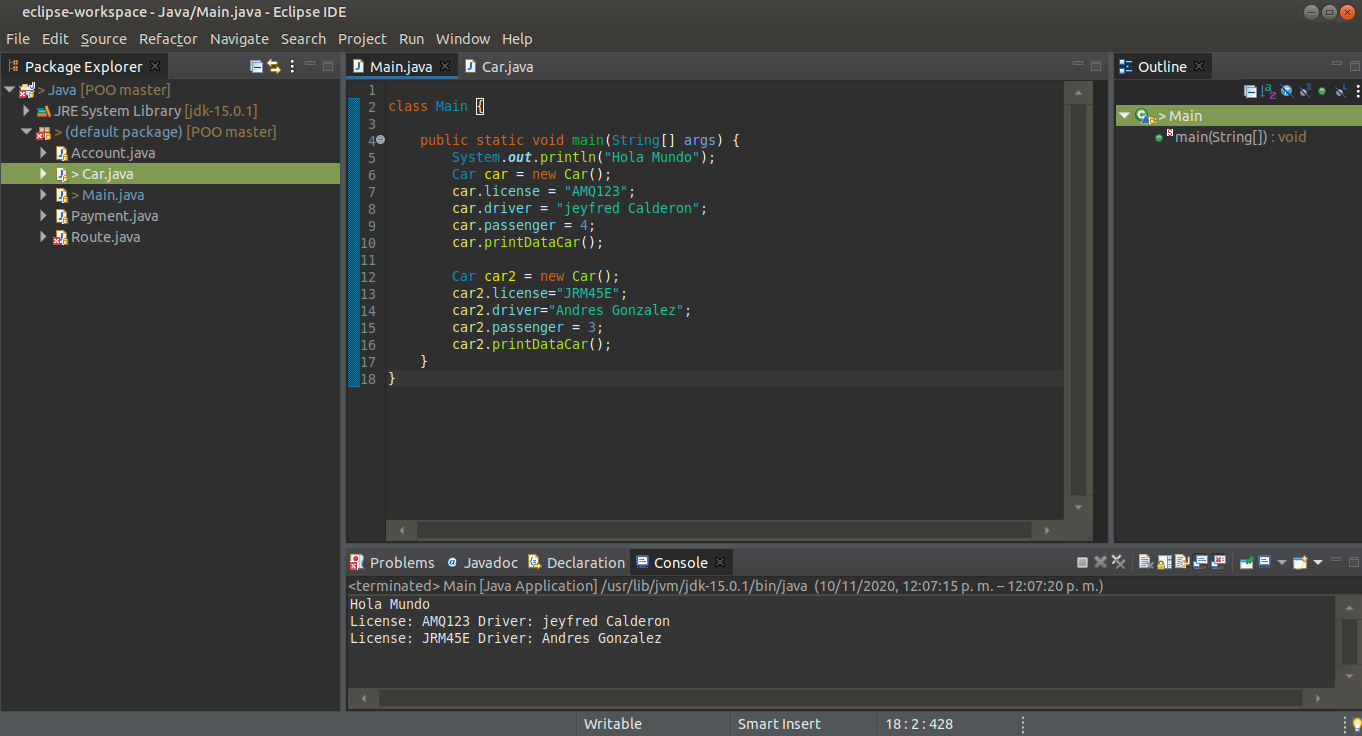 eclipse-workspace - Java/Main.java - Eclipse IDE
File Edit Source Refactor Navigate Search Project Run Window Help
Package Explorer
> Java [POO master]
JRE System Library [jdk-15.0.1]
> (default package) [POO master]
Account.java
> Car.java
> Main.java
Payment.java
Route.java
Main.java Car.java
1
2 class Main {
3
4 public static void main(String[] args) {
5 System.out.println("Hola Mundo");
6 Car car = new Car();
7 car.license = "AMQ123";
8 car.driver = "jeyfred Calderon";
9 car.passenger = 4;
10 car.printDataCar();
11
12 Car car2 = new Car();
13 car2.license="JRM45E";
14 car2.driver="Andres Gonzalez";
15 car2.passenger = 3;
16 car2.printDataCar();
17 }
18 }
Outline
> Main
main(String[]) : void
Problems Javadoc Declaration Console
<terminated> Main [Java Application] /usr/lib/jvm/jdk-15.0.1/bin/java (10/11/2020, 12:07:15 p. m. – 12:07:20 p. m.)
Hola Mundo
License: AMQ123 Driver: jeyfred Calderon
License: JRM45E Driver: Andres Gonzalez
Writable Smart Insert 18 : 2 : 428